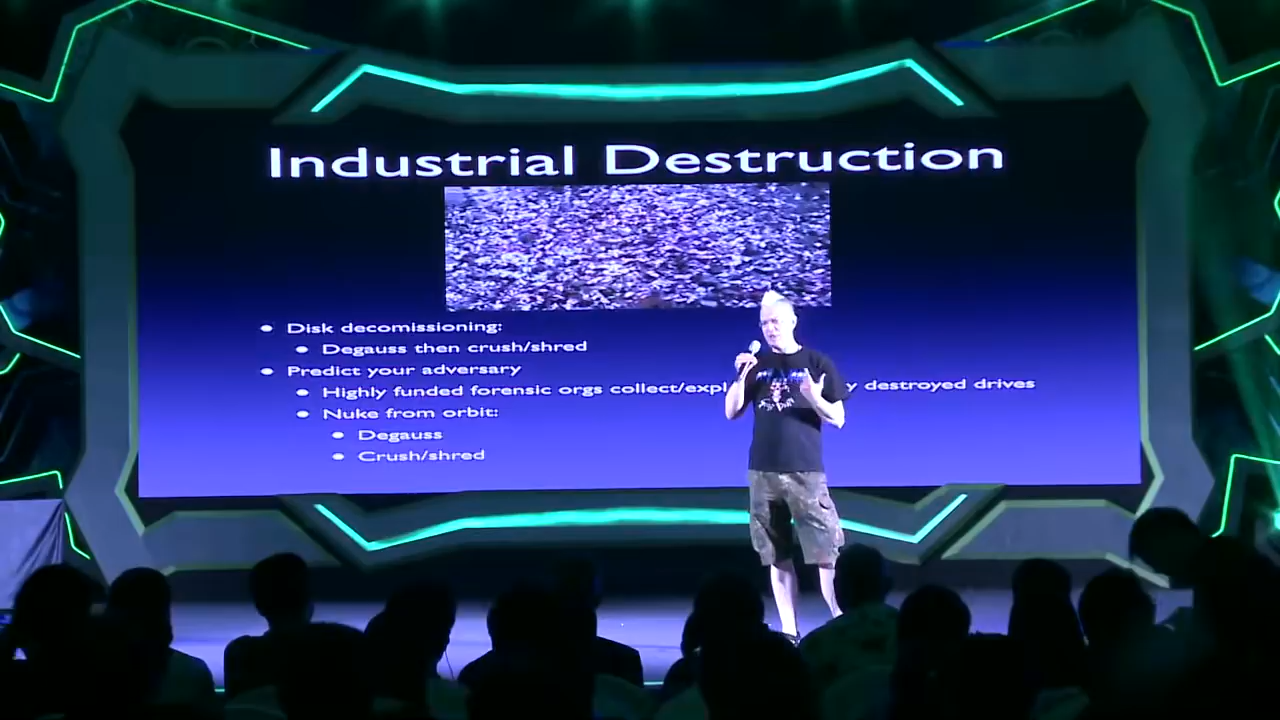 Industrial Destruction
• Disk decomissioning:
• Degauss then crush/shred
• Predict your adversary
• Highly funded forensic orgs collect/expl y destroyed drives
• Nuke from orbit:
• Degauss
• Crush/shred